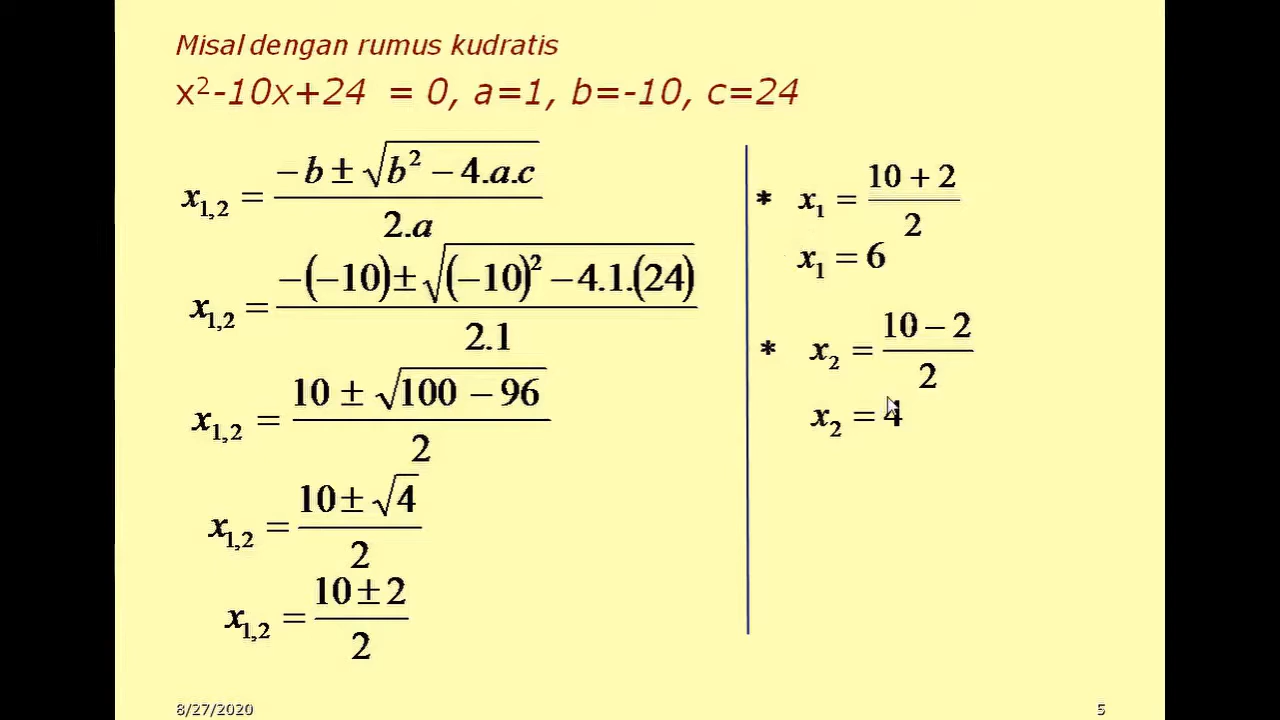 Misal dengan rumus kudratis
x²-10x+24 = 0, a=1, b=-10, c=24
x₁,₂ = (−b ± √(b² − 4.a.c)) / 2.a
x₁,₂ = (−(−10) ± √((−10)² − 4.1.(24))) / 2.1
x₁,₂ = (10 ± √(100 − 96)) / 2
x₁,₂ = (10 ± √4) / 2
x₁,₂ = (10 ± 2) / 2
* x₁ = (10 + 2) / 2
x₁ = 6
* x₂ = (10 − 2) / 2
x₂ = 4
8/27/2020
5